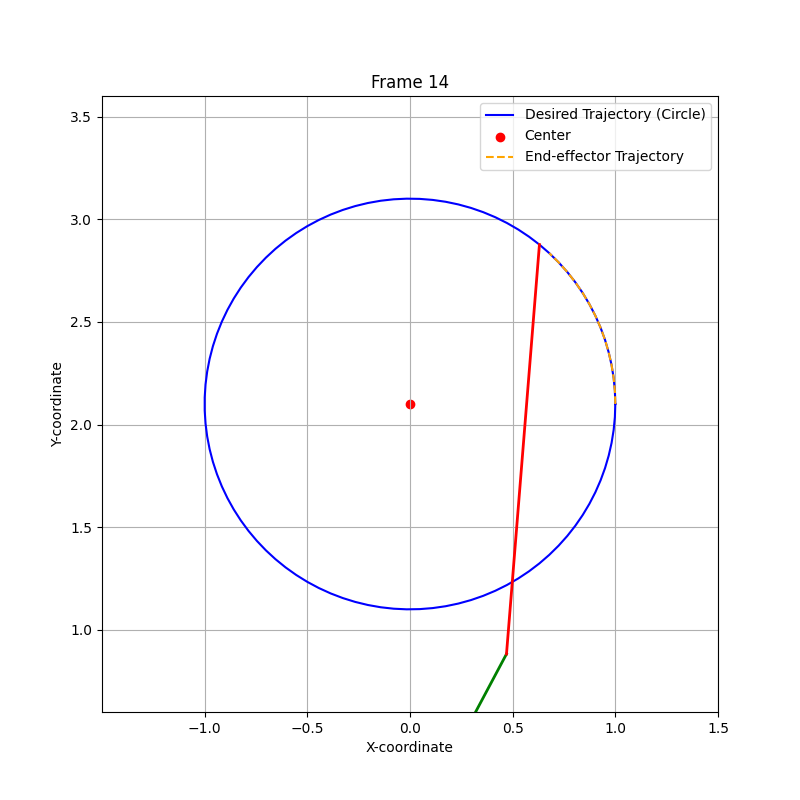 Frame 14
Desired Trajectory (Circle)
Center
End-effector Trajectory
3.5
3.0
2.5
2.0
1.5
1.0
Y-coordinate
−1.0
−0.5
0.0
0.5
1.0
1.5
X-coordinate